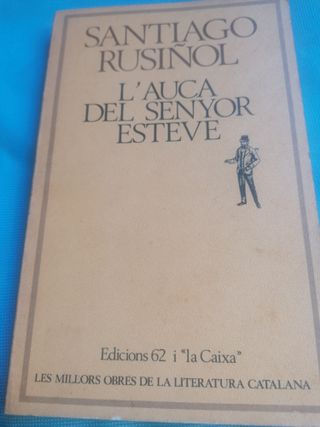 SANTIAGO
RUSIÑOL
L'AUCA
DEL SENYOR
ESTEVE
Edicions 62 i "la Caixa"
LES MILLORS OBRES DE LA LITERATURA CATALANA